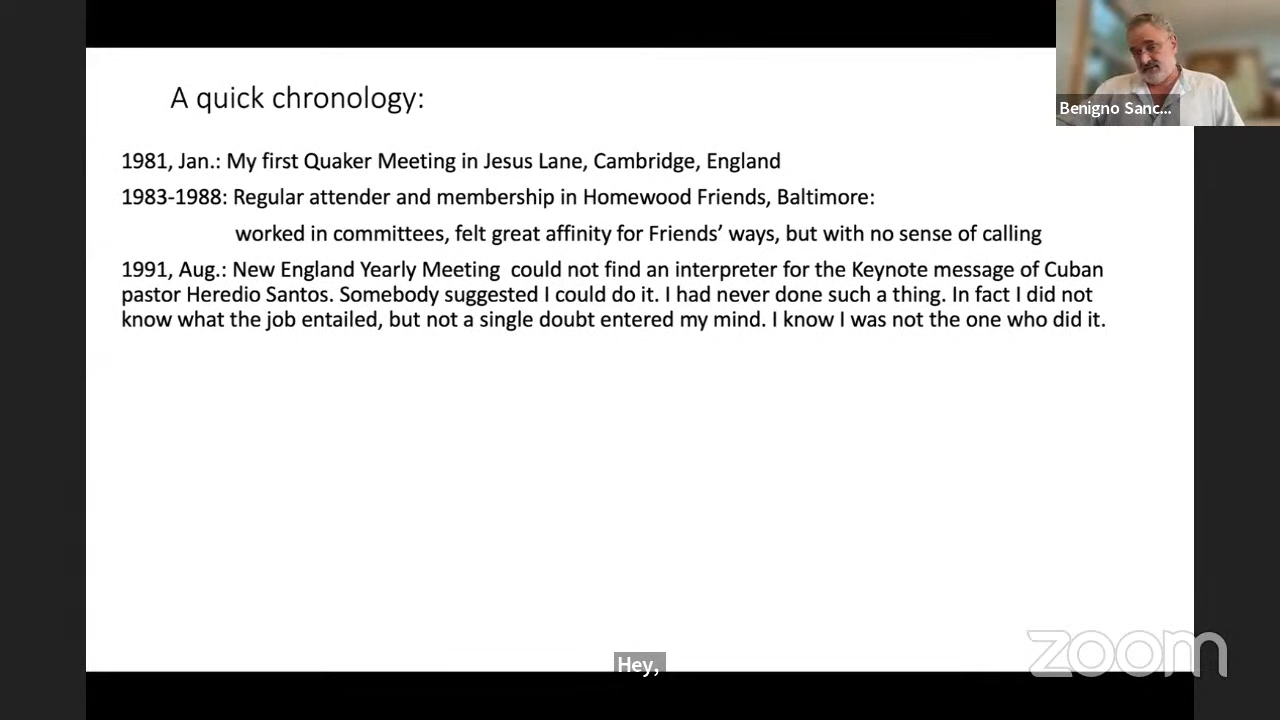 A quick chronology:
Benigno Sanc...
1981, Jan.: My first Quaker Meeting in Jesus Lane, Cambridge, England
1983-1988: Regular attender and membership in Homewood Friends, Baltimore:
worked in committees, felt great affinity for Friends’ ways, but with no sense of calling
1991, Aug.: New England Yearly Meeting could not find an interpreter for the Keynote message of Cuban
pastor Heredio Santos. Somebody suggested I could do it. I had never done such a thing. In fact I did not
know what the job entailed, but not a single doubt entered my mind. I know I was not the one who did it.
Hey,
zoom